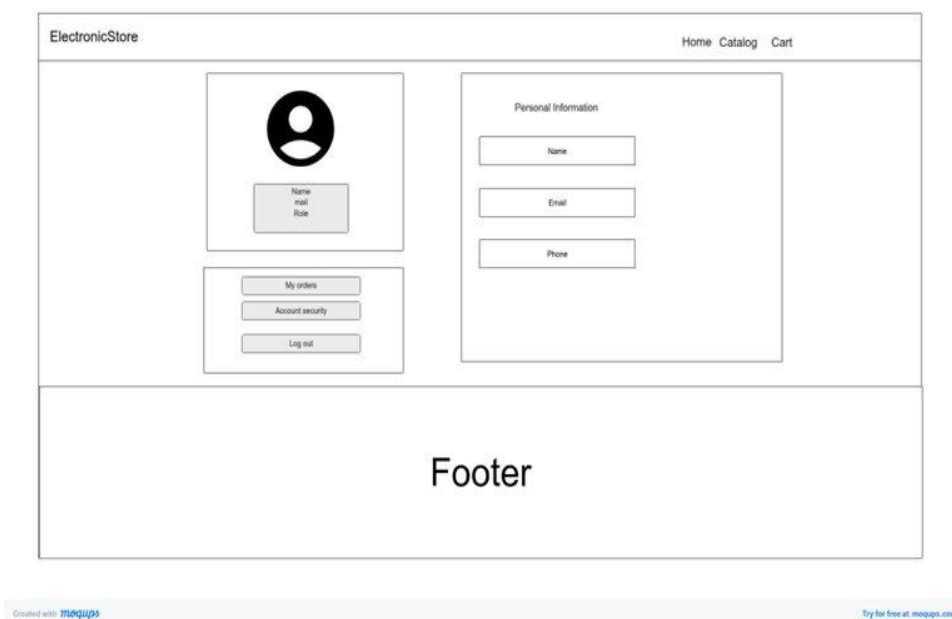 ElectronicStore
Home Catalog Cart
Name
mail
Role
My orders
Account security
Log out
Personal Information
Name
Email
Phone
Footer
Created with moqups
Try for free at moqups.com